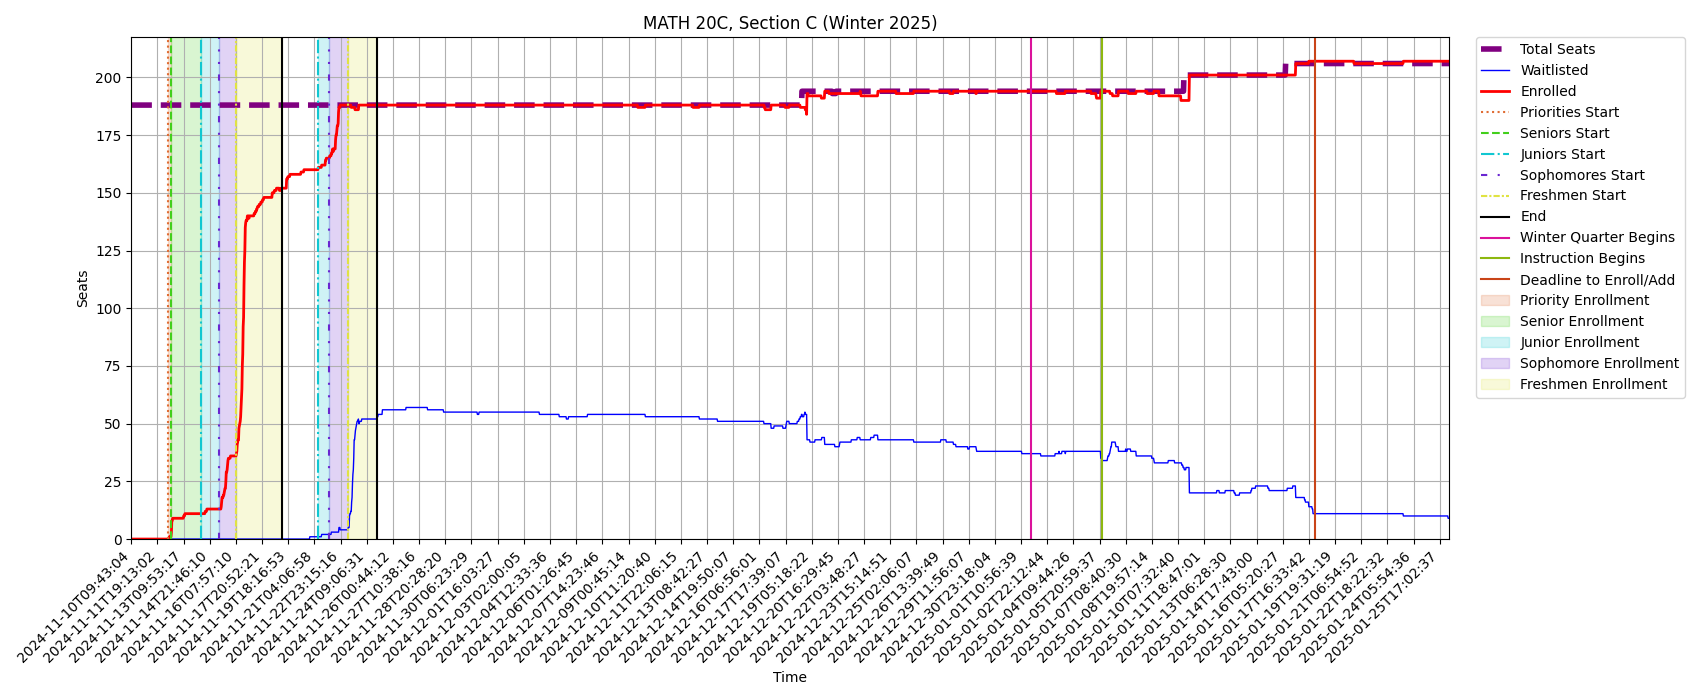 MATH 20C, Section C (Winter 2025)
Seats
200
175
150
125
100
75
50
25
0
2024-11-10T09:43:04
2024-11-11T19:13:02
2024-11-13T09:53:17
2024-11-14T21:46:10
2024-11-16T07:57:10
2024-11-17T20:52:21
2024-11-19T18:16:53
2024-11-21T04:06:58
2024-11-22T23:15:16
2024-11-24T09:06:31
2024-11-26T00:44:12
2024-11-27T10:38:16
2024-11-28T20:28:20
2024-11-30T06:23:29
2024-12-01T16:03:27
2024-12-03T02:00:05
2024-12-04T12:33:36
2024-12-06T01:26:45
2024-12-07T14:23:46
2024-12-09T00:45:14
2024-12-10T11:20:40
2024-12-11T22:06:15
2024-12-13T08:42:27
2024-12-14T19:50:07
2024-12-16T06:56:01
2024-12-17T17:39:07
2024-12-19T05:18:22
2024-12-20T16:29:45
2024-12-22T03:48:27
2024-12-23T15:14:51
2024-12-25T02:06:07
2024-12-26T13:39:49
2024-12-29T11:56:07
2024-12-30T23:18:04
2025-01-01T10:56:39
2025-01-02T22:12:44
2025-01-04T09:44:26
2025-01-05T20:59:37
2025-01-07T08:40:30
2025-01-08T19:57:14
2025-01-10T07:32:40
2025-01-11T18:47:01
2025-01-13T06:28:30
2025-01-14T17:43:00
2025-01-16T05:20:27
2025-01-17T16:33:42
2025-01-19T19:31:19
2025-01-21T06:54:52
2025-01-22T18:22:32
2025-01-24T05:54:36
2025-01-25T17:02:37
Time
Total Seats
Waitlisted
Enrolled
Priorities Start
Seniors Start
Juniors Start
Sophomores Start
Freshmen Start
End
Winter Quarter Begins
Instruction Begins
Deadline to Enroll/Add
Priority Enrollment
Senior Enrollment
Junior Enrollment
Sophomore Enrollment
Freshmen Enrollment